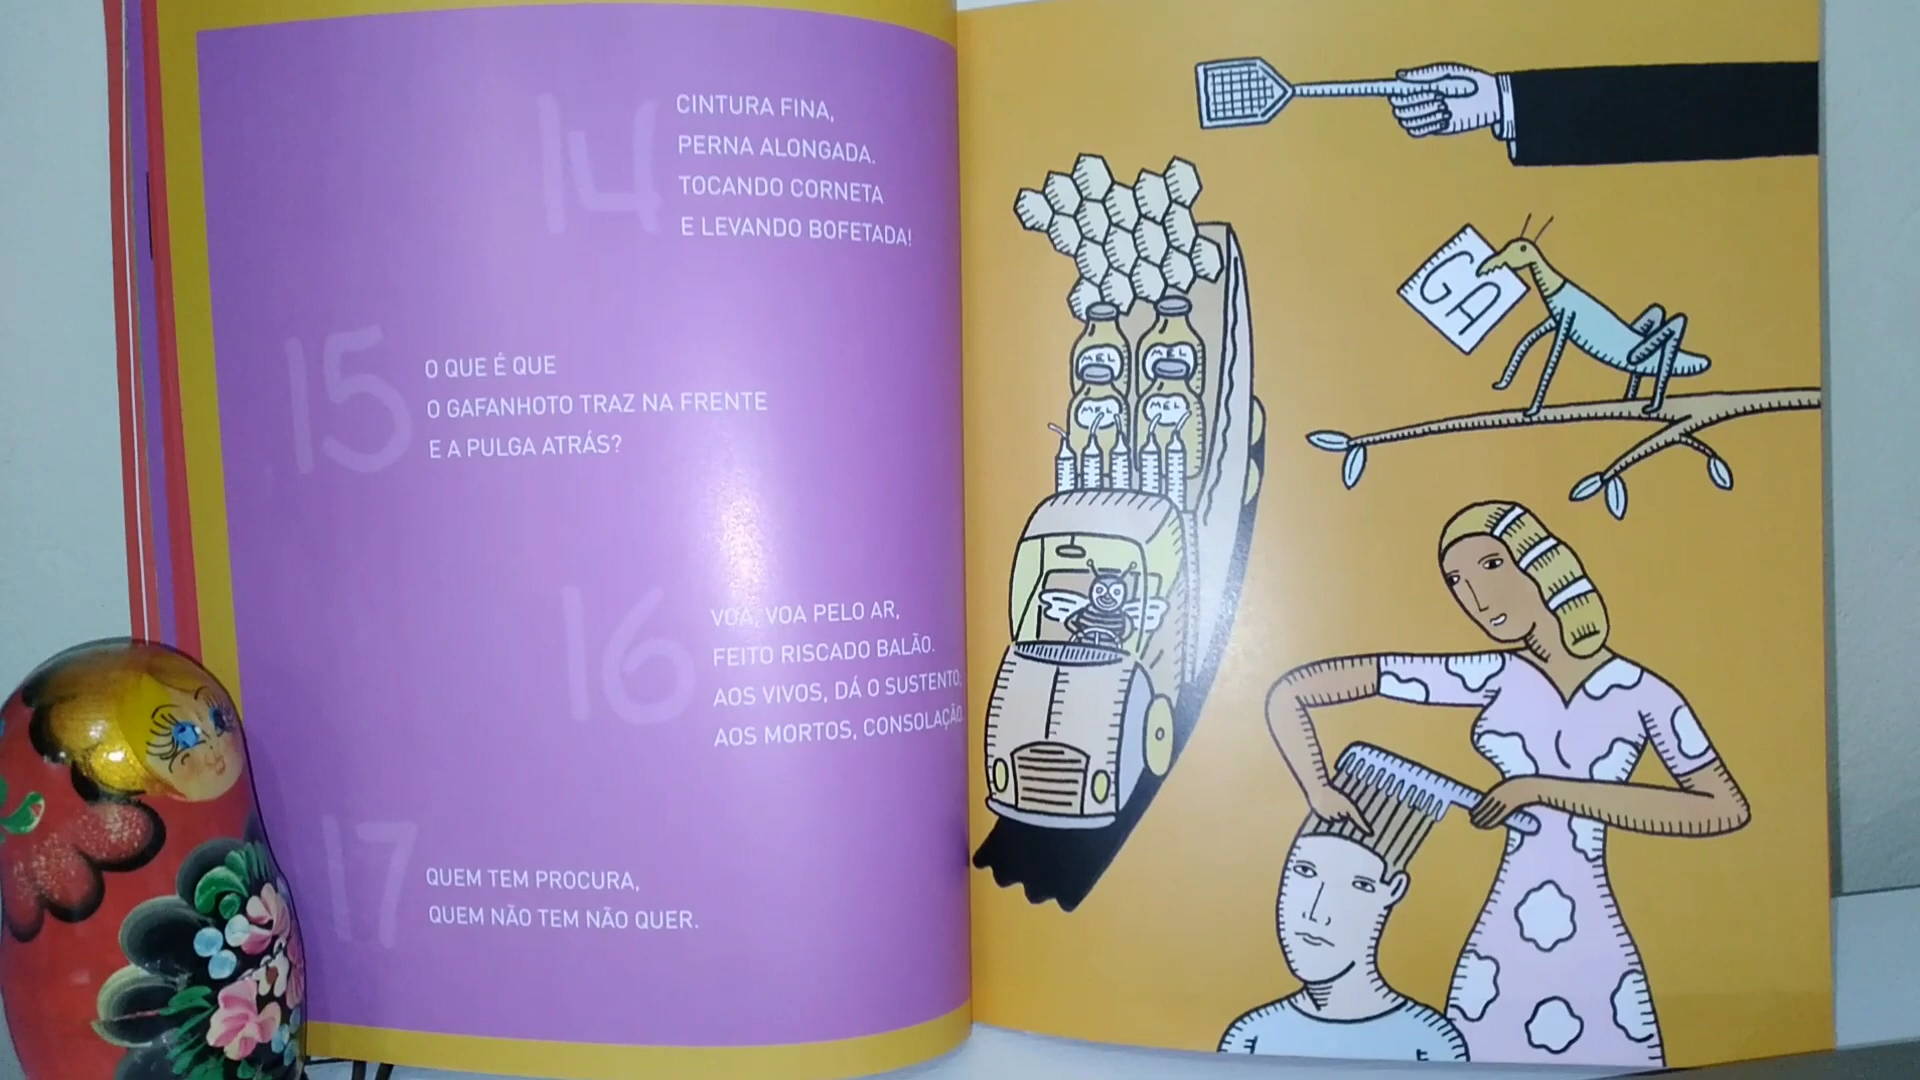 14
CINTURA FINA,
PERNA ALONGADA.
TOCANDO CORNETA
E LEVANDO BOFETADA!
15
O QUE É QUE
O GAFANHOTO TRAZ NA FRENTE
E A PULGA ATRÁS?
16
VOA, VOA PELO AR,
FEITO RISCADO BALÃO.
AOS VIVOS, DÁ O SUSTENTO,
AOS MORTOS, CONSOLAÇÃO.
17
QUEM TEM PROCURA,
QUEM NÃO TEM NÃO QUER.
GA
MEL MEL
MEL MEL